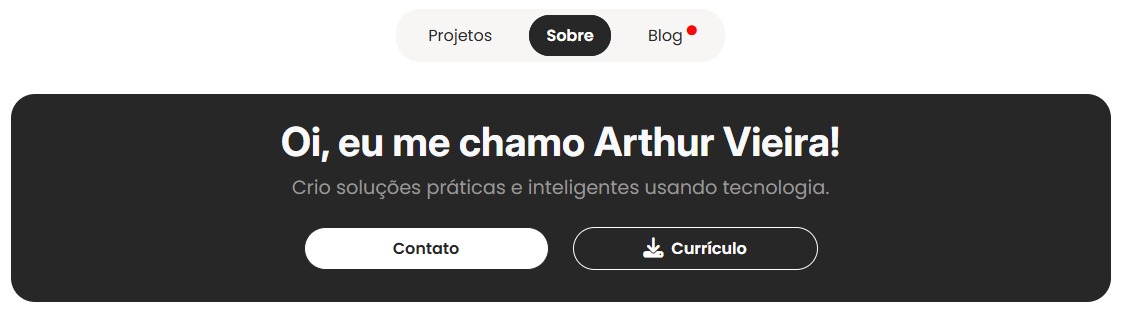 Projetos Sobre Blog
Oi, eu me chamo Arthur Vieira!
Crio soluções práticas e inteligentes usando tecnologia.
Contato Currículo